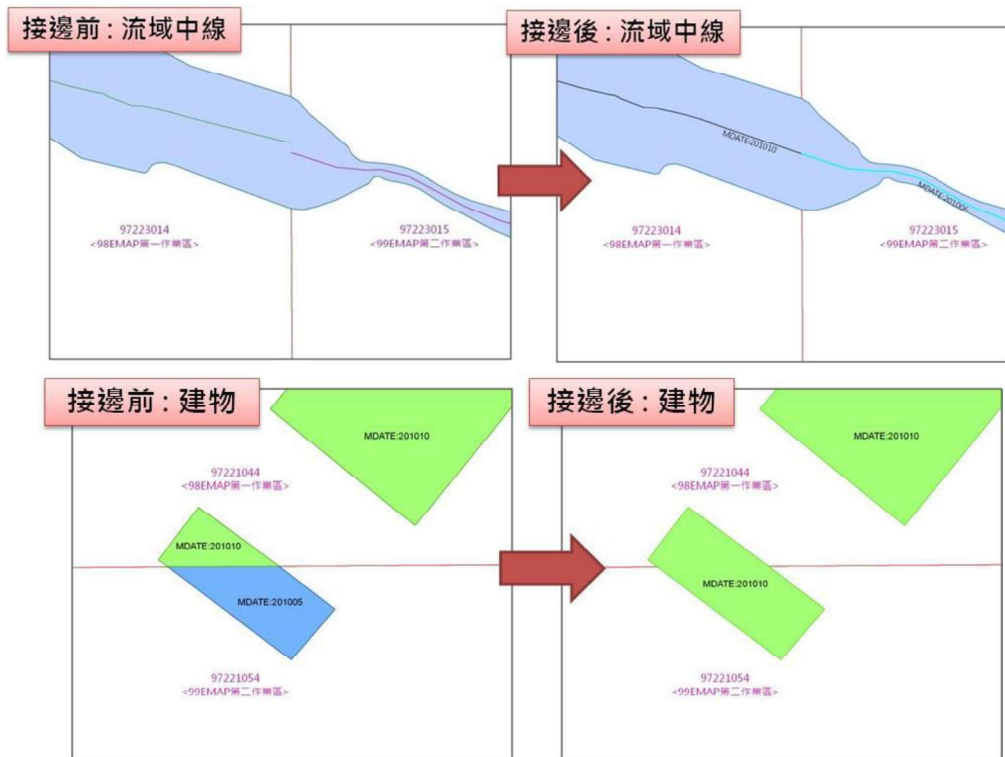 接邊前：流域中線
接邊後：流域中線
97223014
<98EMAP第一作業區>
97223015
<99EMAP第二作業區>
MDATE:201010
MDATE:201006
97223014
<98EMAP第一作業區>
97223015
<99EMAP第二作業區>
接邊前：建物
接邊後：建物
MDATE:201010
97221044
<98EMAP第一作業區>
MDATE:201010
MDATE:201005
97221054
<99EMAP第二作業區>
MDATE:201010
97221044
<98EMAP第一作業區>
MDATE:201010
97221054
<99EMAP第二作業區>